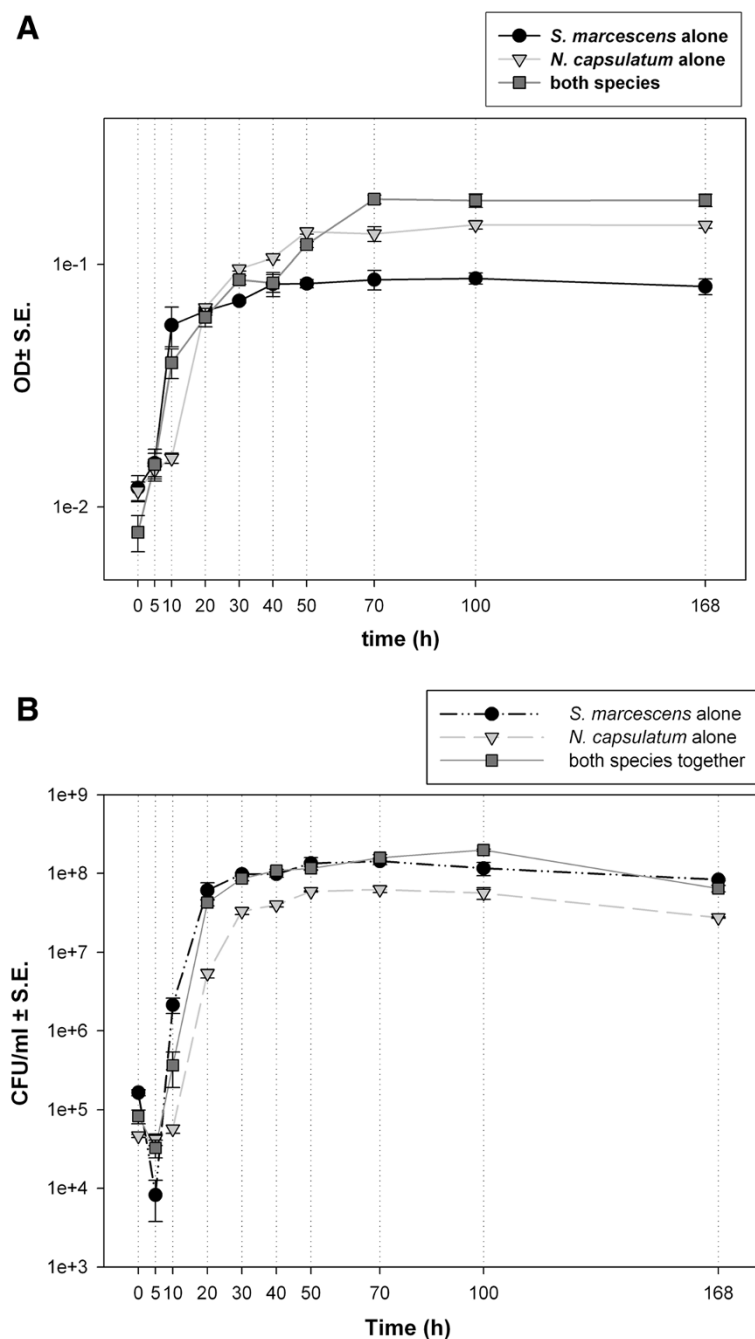 A
S. marcescens alone
N. capsulatum alone
both species
1e-1
1e-2
OD± S.E.
0 5 10 20 30 40 50 70 100 168
time (h)
B
S. marcescens alone
N. capsulatum alone
both species together
1e+9
1e+8
1e+7
1e+6
1e+5
1e+4
1e+3
CFU/ml ± S.E.
0 5 10 20 30 40 50 70 100 168
Time (h)